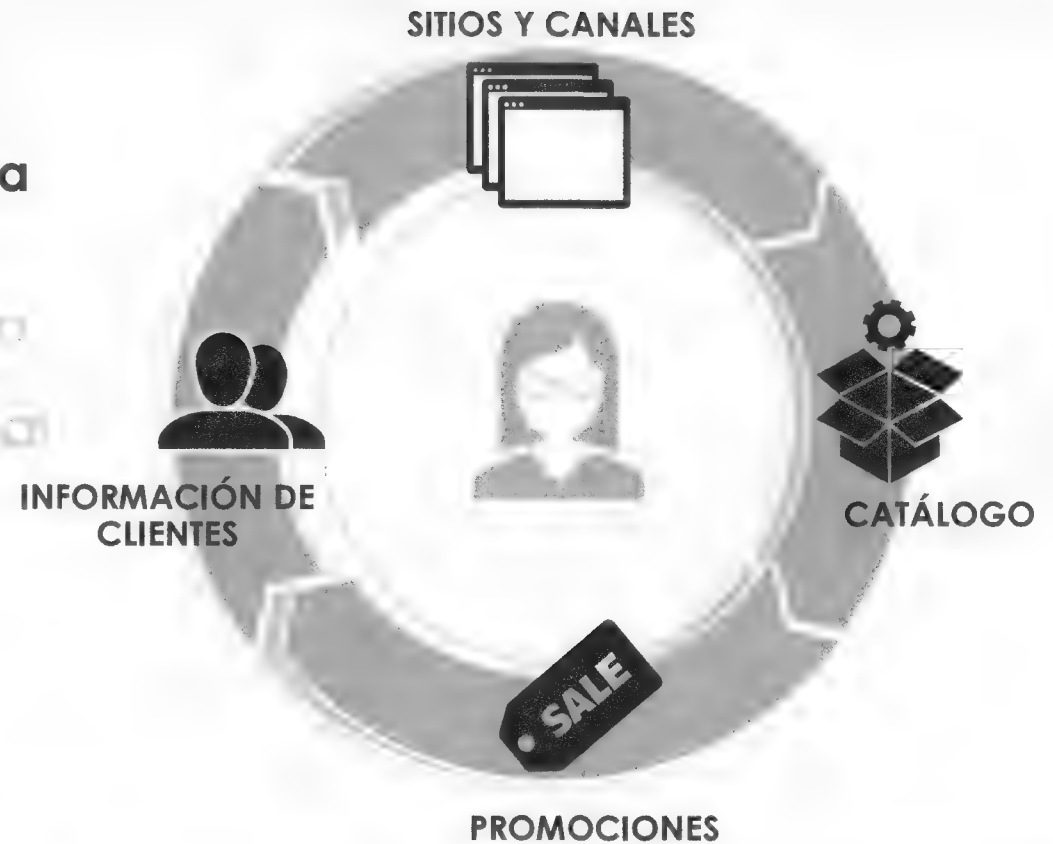 SITIOS Y CANALES
a
INFORMACIÓN DE
CLIENTES
CATÁLOGO
SALE
PROMOCIONES